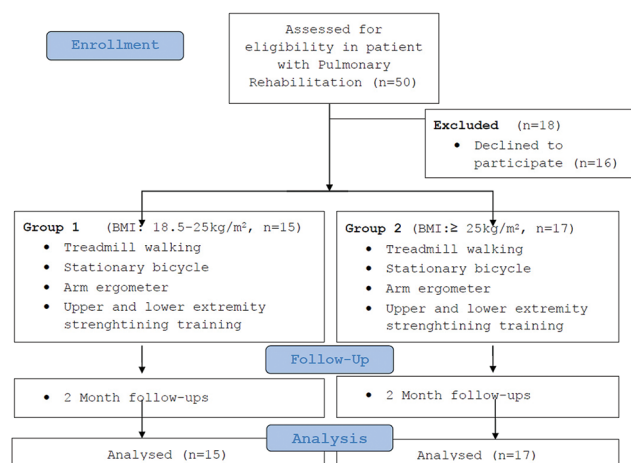 Enrollment
Assessed for
eligibility in patient
with Pulmonary
Rehabilitation (n=50)
Excluded (n=18)
• Declined to
participate (n=16)
Group 1 (BMI: 18.5-25kg/m², n=15)
• Treadmill walking
• Stationary bicycle
• Arm ergometer
• Upper and lower extremity
strenghtining training
Group 2 (BMI:≥ 25kg/m², n=17)
• Treadmill walking
• Stationary bicycle
• Arm ergometer
• Upper and lower extremity
strenghtining training
Follow-Up
• 2 Month follow-ups
• 2 Month follow-ups
Analysis
Analysed (n=15)
Analysed (n=17)